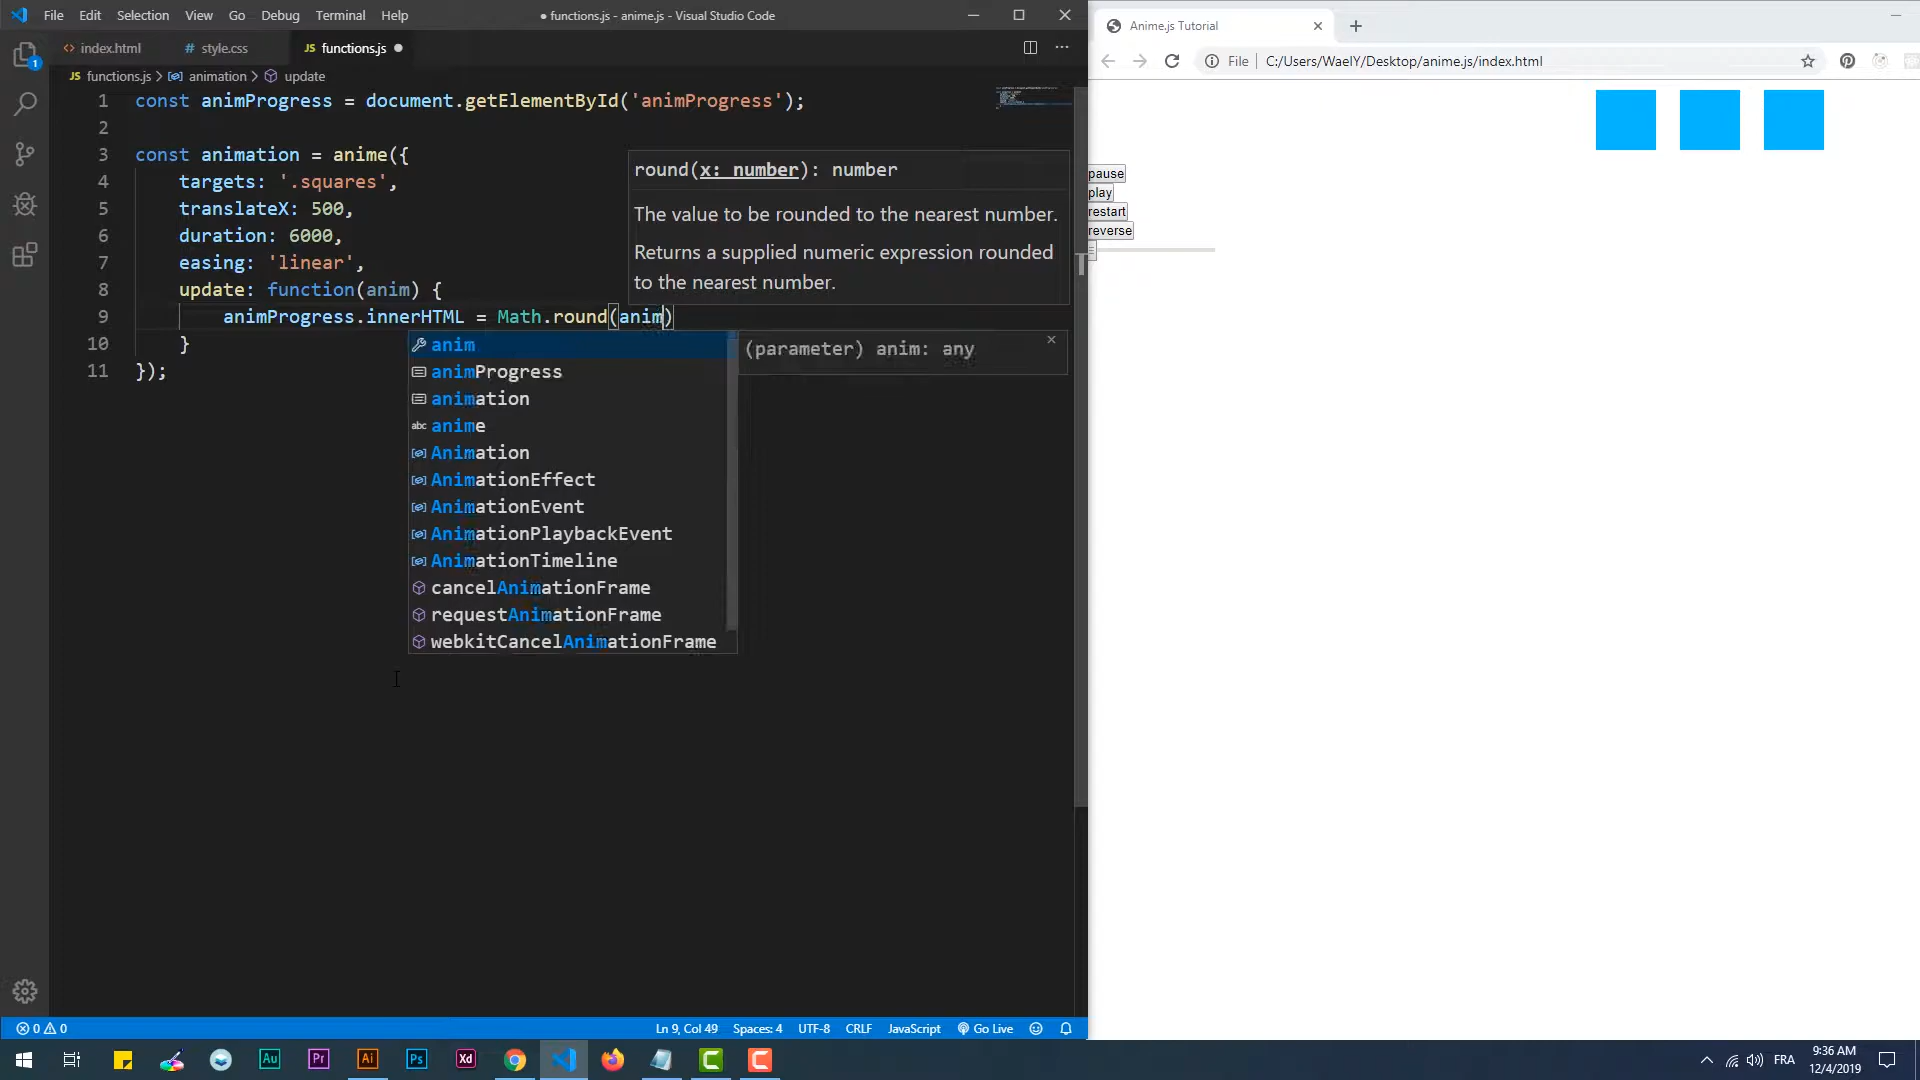 File Edit Selection View Go Debug Terminal Help
● functions.js - anime.js - Visual Studio Code
index.html
style.css
JS functions.js ●
JS functions.js > animation > update
1 const animProgress = document.getElementById('animProgress');
2
3 const animation = anime({
4 targets: '.squares',
5 translateX: 500,
6 duration: 6000,
7 easing: 'linear',
8 update: function(anim) {
9 animProgress.innerHTML = Math.round(anim)
10 }
11 });
round(x: number): number
The value to be rounded to the nearest number.
Returns a supplied numeric expression rounded
to the nearest number.
anim
animProgress
animation
abc anime
Animation
AnimationEffect
AnimationEvent
AnimationPlaybackEvent
AnimationTimeline
cancelAnimationFrame
requestAnimationFrame
webkitCancelAnimationFrame
(parameter) anim: any
1
0 0
Ln 9, Col 49 Spaces: 4 UTF-8 CRLF JavaScript Go Live
Anime.js Tutorial
File C:/Users/WaelY/Desktop/anime.js/index.html
pause
play
restart
reverse
Au Pr Ai Ps Xd
FRA
9:36 AM
12/4/2019